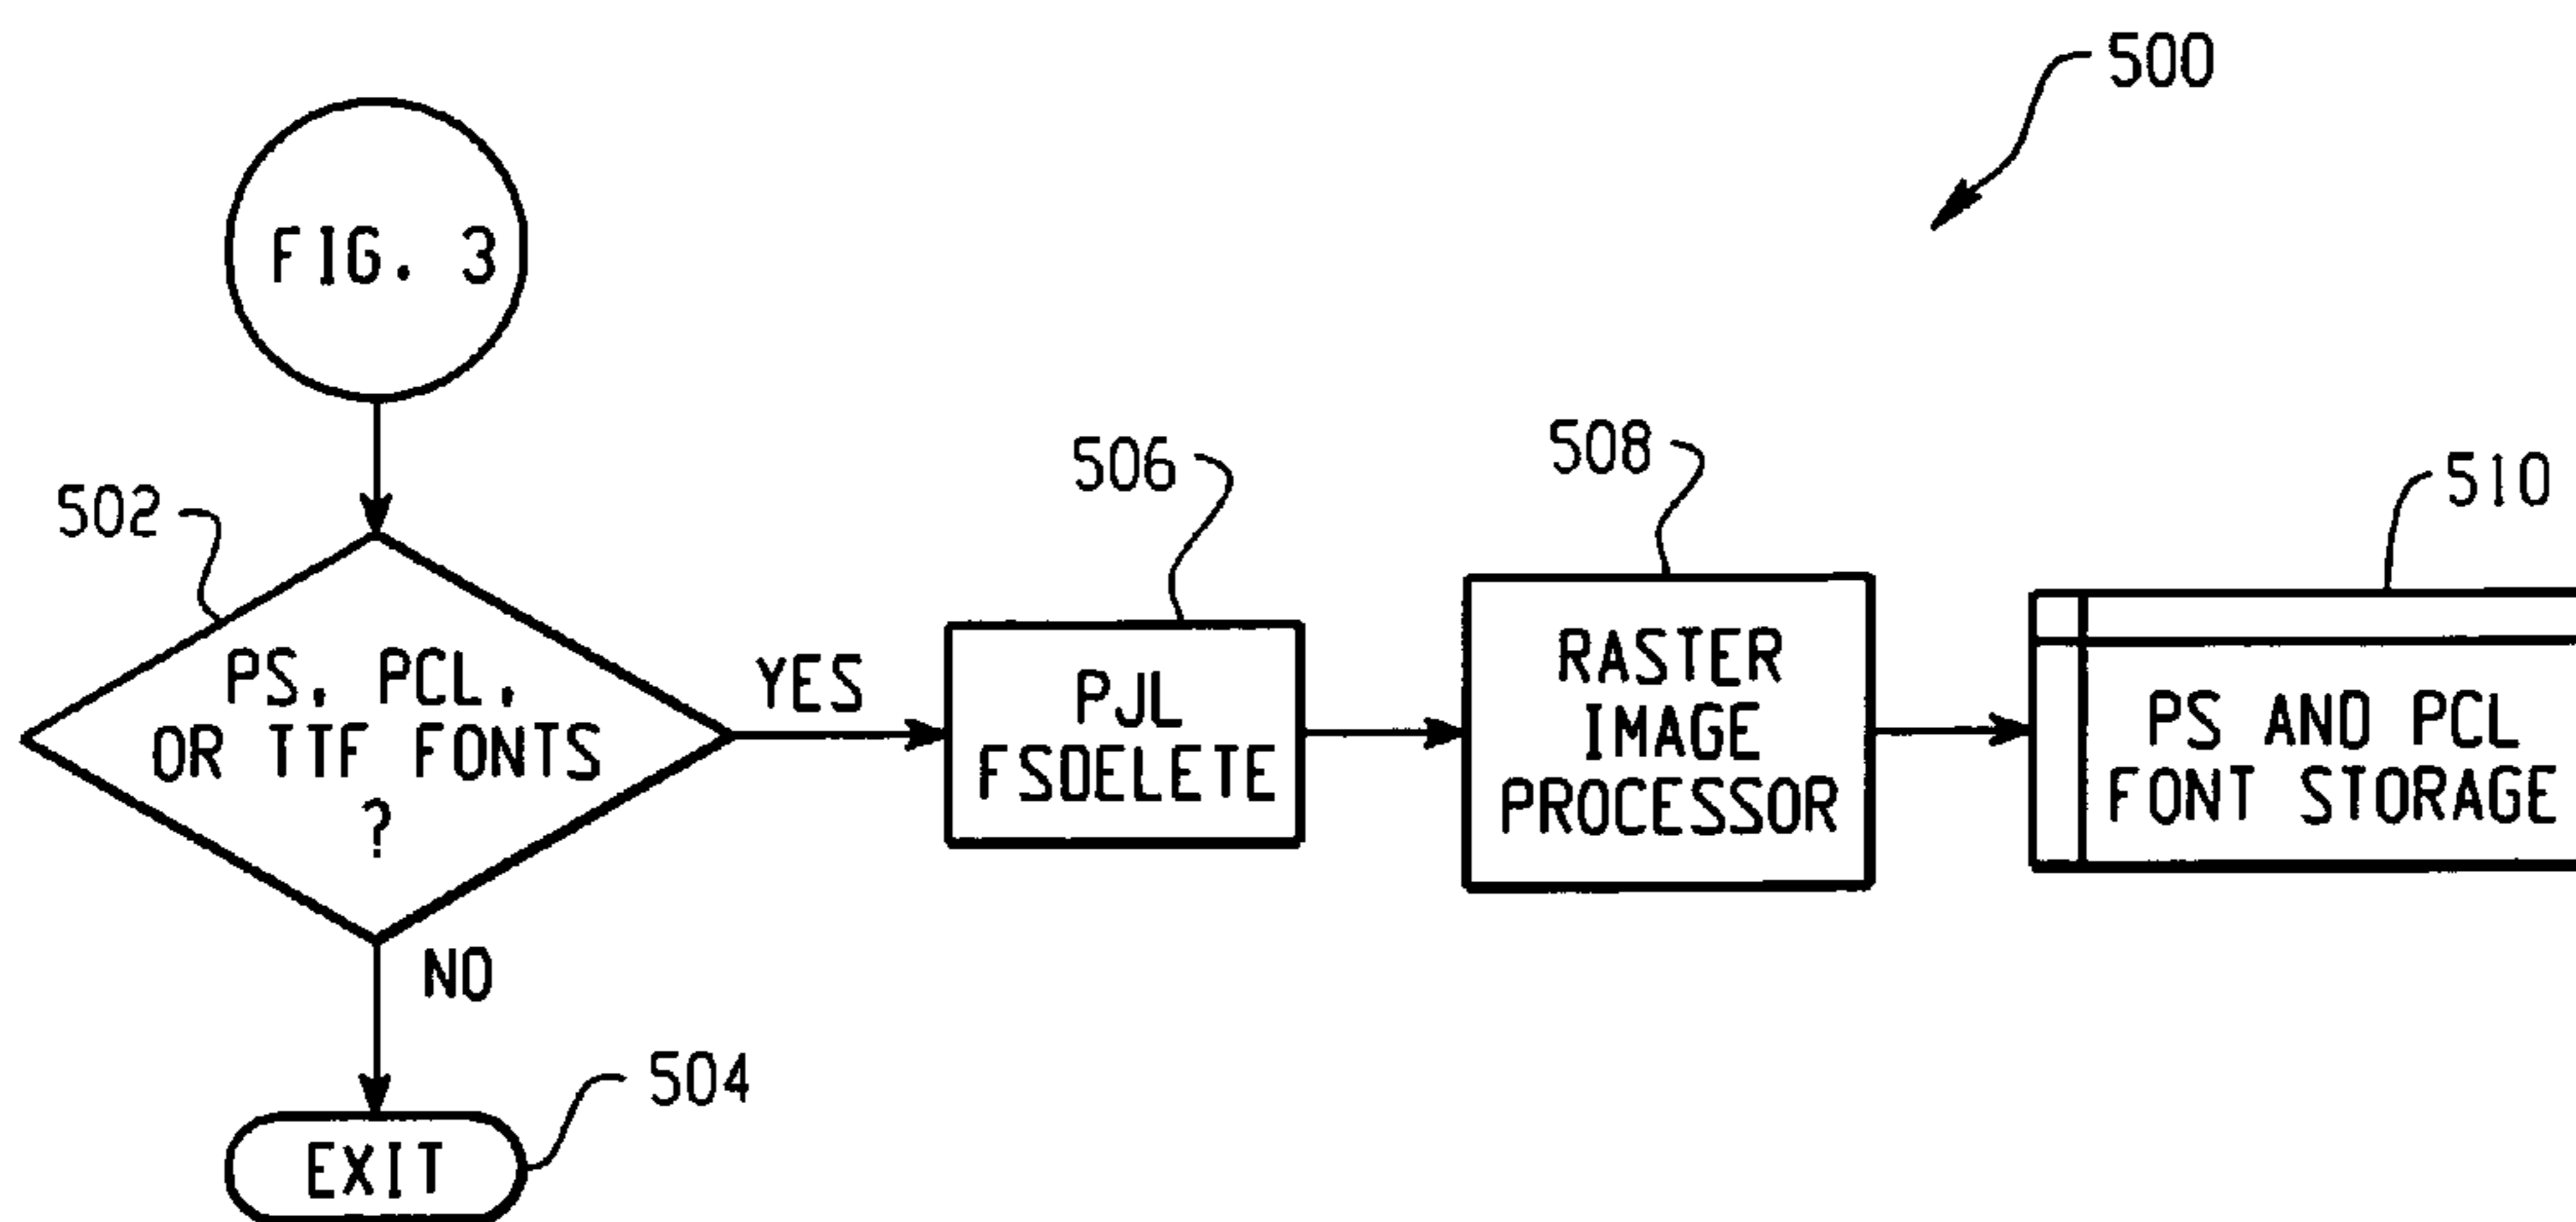 500
FIG. 3
502
PS, PCL,
OR TTF FONTS
?
YES
NO
504
EXIT
506
PJL
FSDELETE
508
RASTER
IMAGE
PROCESSOR
510
PS AND PCL
FONT STORAGE